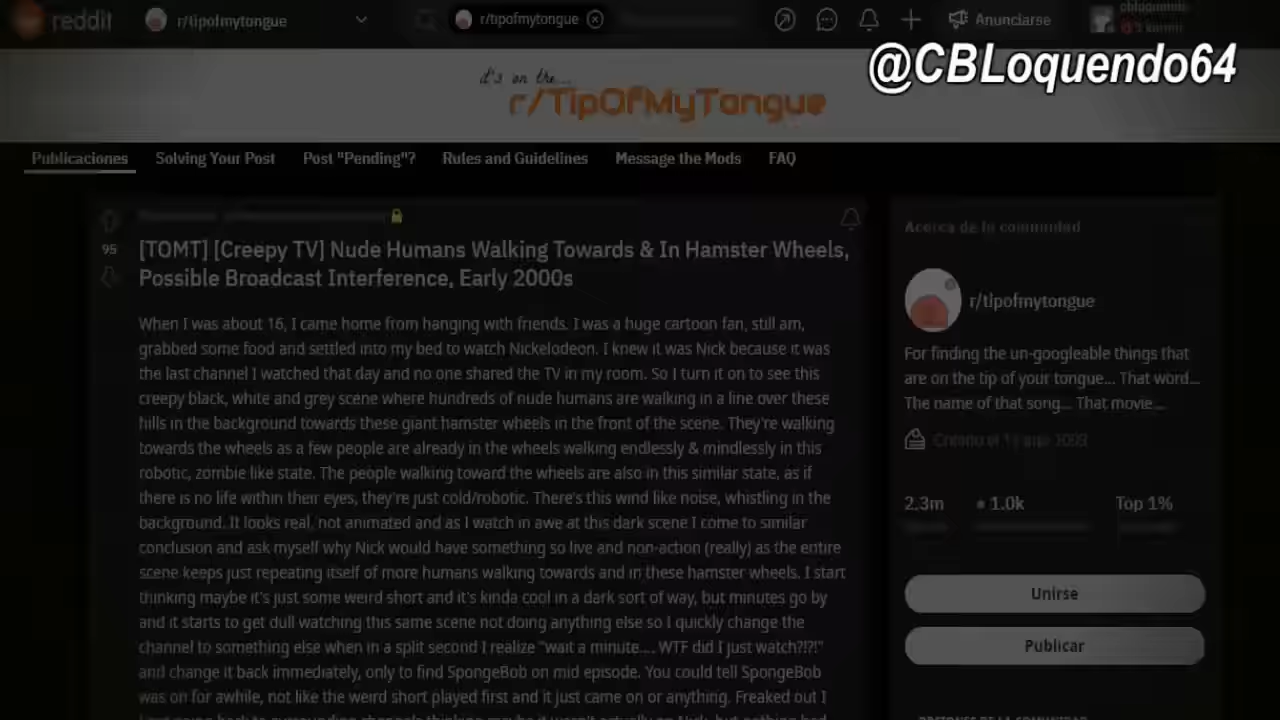 reddit
r/tipofmytongue
r/tipofmytongue
Anunciarse
@CBLoquendo64
it's on the...
r/TipOfMyTongue
Publicaciones
Solving Your Post
Post "Pending"?
Rules and Guidelines
Message the Mods
FAQ
95
[TOMT] [Creepy TV] Nude Humans Walking Towards & In Hamster Wheels,
Possible Broadcast Interference, Early 2000s
When I was about 16, I came home from hanging with friends. I was a huge cartoon fan, still am,
grabbed some food and settled into my bed to watch Nickelodeon. I knew it was Nick because it was
the last channel I watched that day and no one shared the TV in my room. So I turn it on to see this
creepy black, white and grey scene where hundreds of nude humans are walking in a line over these
hills in the background towards these giant hamster wheels in the front of the scene. They're walking
towards the wheels as a few people are already in the wheels walking endlessly & mindlessly in this
robotic, zombie like state. The people walking toward the wheels are also in this similar state, as if
there is no life within their eyes, they're just cold/robotic. There's this wind like noise, whistling in the
background. It looks real, not animated and as I watch in awe at this dark scene I come to similar
conclusion and ask myself why Nick would have something so live and non-action (really) as the entire
scene keeps just repeating itself of more humans walking towards and in these hamster wheels. I start
thinking maybe it's just some weird short and it's kinda cool in a dark sort of way, but minutes go by
and it starts to get dull watching this same scene not doing anything else so I quickly change the
channel to something else when in a split second I realize "wait a minute.... WTF did I just watch?!?!"
and change it back immediately, only to find SpongeBob on mid episode. You could tell SpongeBob
was on for awhile, not like the weird short played first and it just came on or anything. Freaked out I
Acerca de la comunidad
r/tipofmytongue
For finding the un-googleable things that
are on the tip of your tongue... That word...
The name of that song... That movie...
2.3m
1.0k
Top 1%
Unirse
Publicar